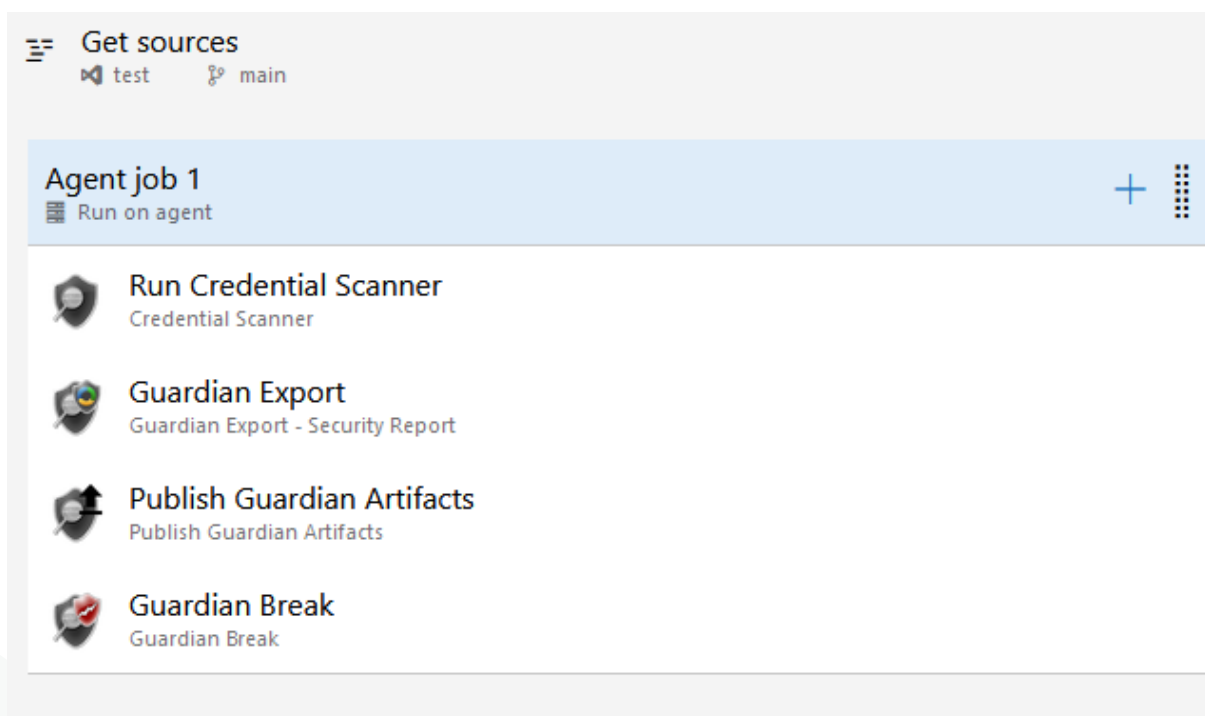 Get sources
test main
Agent job 1
Run on agent
Run Credential Scanner
Credential Scanner
Guardian Export
Guardian Export - Security Report
Publish Guardian Artifacts
Publish Guardian Artifacts
Guardian Break
Guardian Break